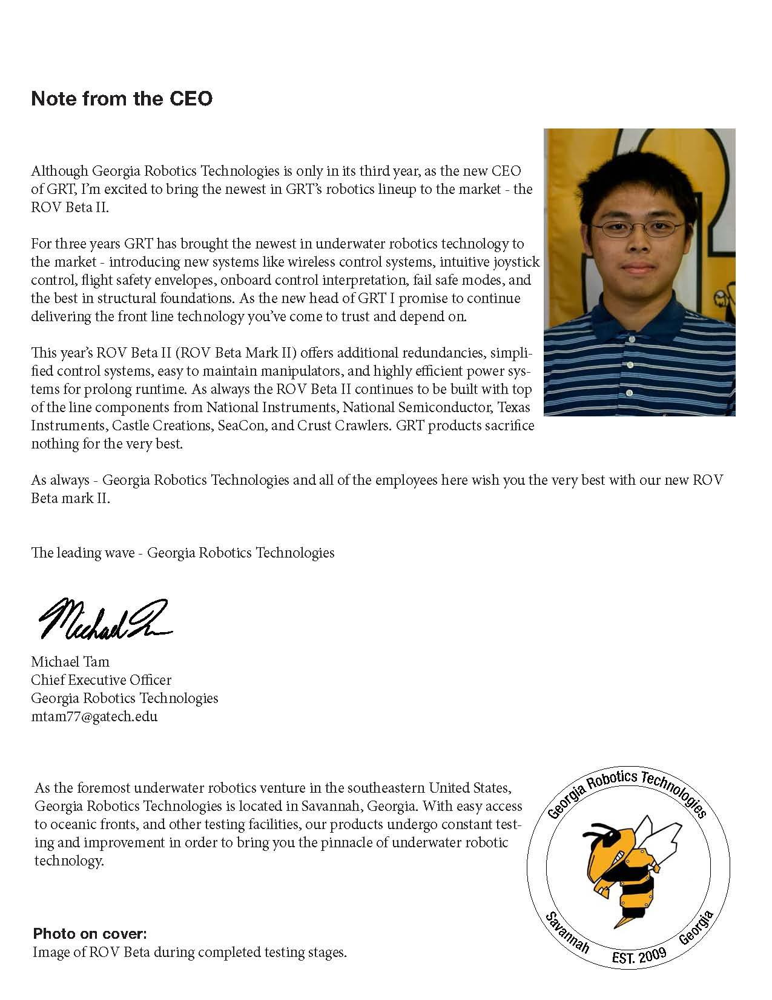 Note from the CEO
Although Georgia Robotics Technologies is only in its third year, as the new CEO
of GRT, I’m excited to bring the newest in GRT’s robotics lineup to the market - the
ROV Beta II.
For three years GRT has brought the newest in underwater robotics technology to
the market - introducing new systems like wireless control systems, intuitive joystick
control, flight safety envelopes, onboard control interpretation, fail safe modes, and
the best in structural foundations. As the new head of GRT I promise to continue
delivering the front line technology you’ve come to trust and depend on.
This year’s ROV Beta II (ROV Beta Mark II) offers additional redundancies, simpli-
fied control systems, easy to maintain manipulators, and highly efficient power sys-
tems for prolong runtime. As always the ROV Beta II continues to be built with top
of the line components from National Instruments, National Semiconductor, Texas
Instruments, Castle Creations, SeaCon, and Crust Crawlers. GRT products sacrifice
nothing for the very best.
As always - Georgia Robotics Technologies and all of the employees here wish you the very best with our new ROV
Beta mark II.
The leading wave - Georgia Robotics Technologies
Michael Tam
Michael Tam
Chief Executive Officer
Georgia Robotics Technologies
mtam77@gatech.edu
As the foremost underwater robotics venture in the southeastern United States,
Georgia Robotics Technologies is located in Savannah, Georgia. With easy access
to oceanic fronts, and other testing facilities, our products undergo constant test-
ing and improvement in order to bring you the pinnacle of underwater robotic
technology.
Photo on cover:
Image of ROV Beta during completed testing stages.
Georgia Robotics Technologies
Savannah EST. 2009 Georgia